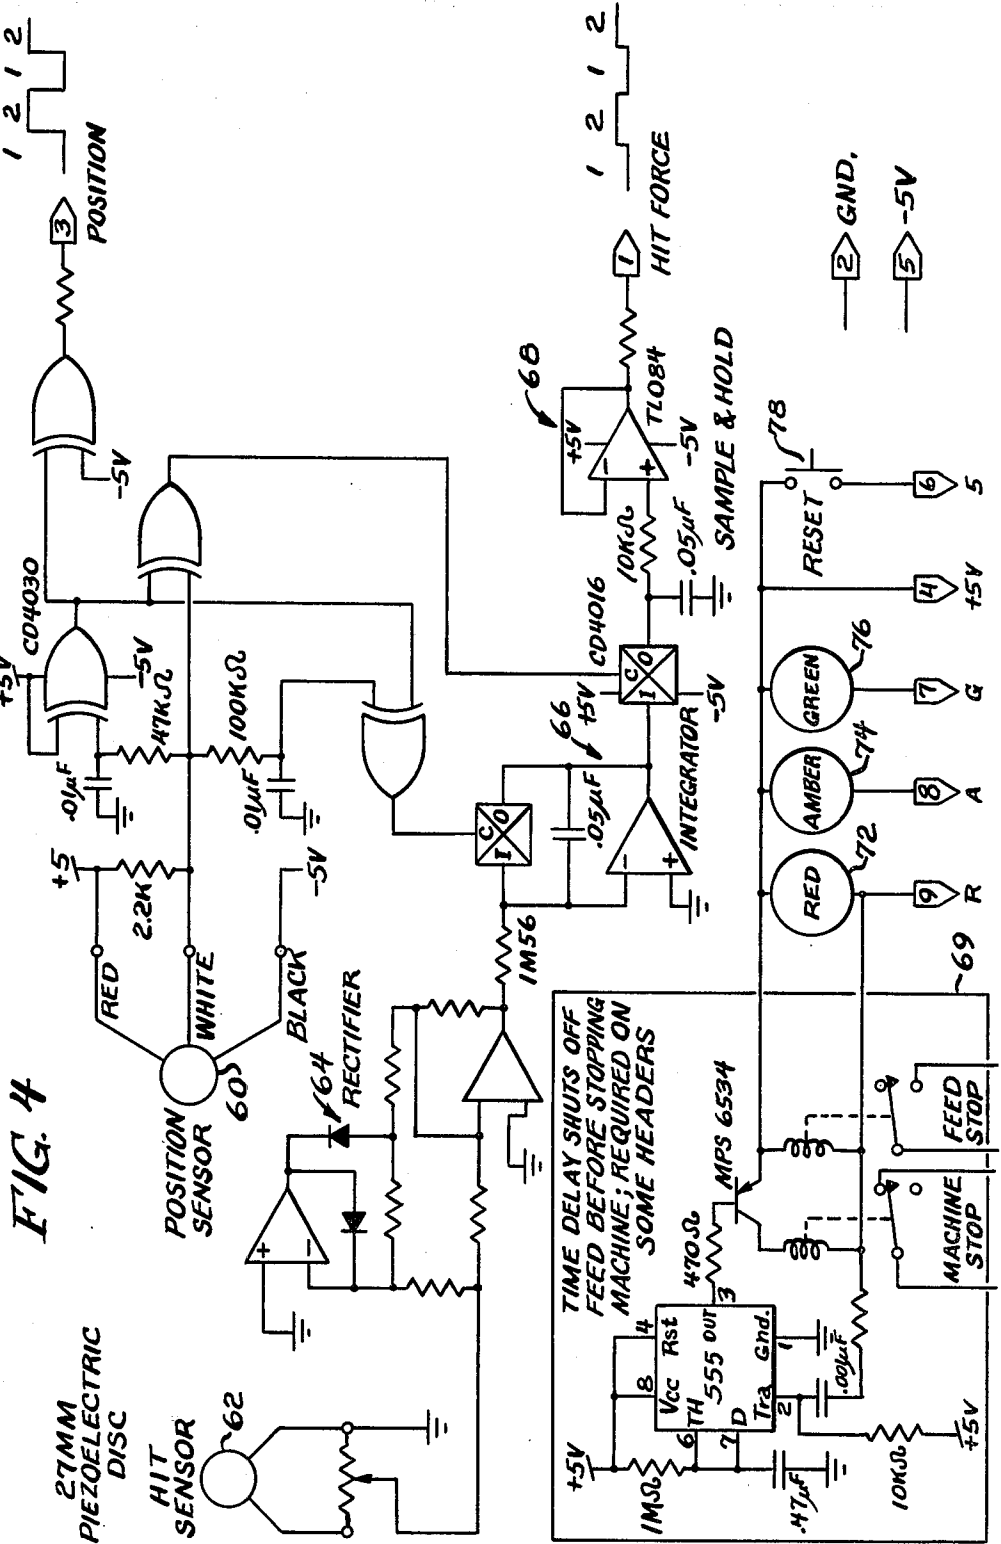 FIG. 4
27MM
PIEZOELECTRIC
DISC
HIT
SENSOR
62
POSITION
SENSOR
60
RED
WHITE
BLACK
+5
2.2K
-5V
.01µF
47KΩ
100KΩ
.01µF
+5V
CD4030
-5V
-5V
3
POSITION
1 2 1 2
64
RECTIFIER
+
-
1M56
I
C
O
66
.05µF
-
+
INTEGRATOR
+5V
CD4016
I
C
O
-5V
10KΩ
.05µF
68
+5V
-
+
TL084
-5V
SAMPLE & HOLD
1
HIT FORCE
1 2 1 2
2 GND.
5 -5V
TIME DELAY SHUTS OFF
FEED BEFORE STOPPING
MACHINE; REQUIRED ON
SOME HEADERS
69
+5V
1MΩ
.47µF
8
4
Vcc
Rst
6
TH
555
OUT
3
7
D
Tra
Gnd.
2
1
470Ω
MPS 6534
.001µF
10KΩ
+5V
MACHINE
STOP
FEED
STOP
RED
72
AMBER
74
GREEN
76
RESET
78
9
R
8
A
7
G
4
+5V
6
5